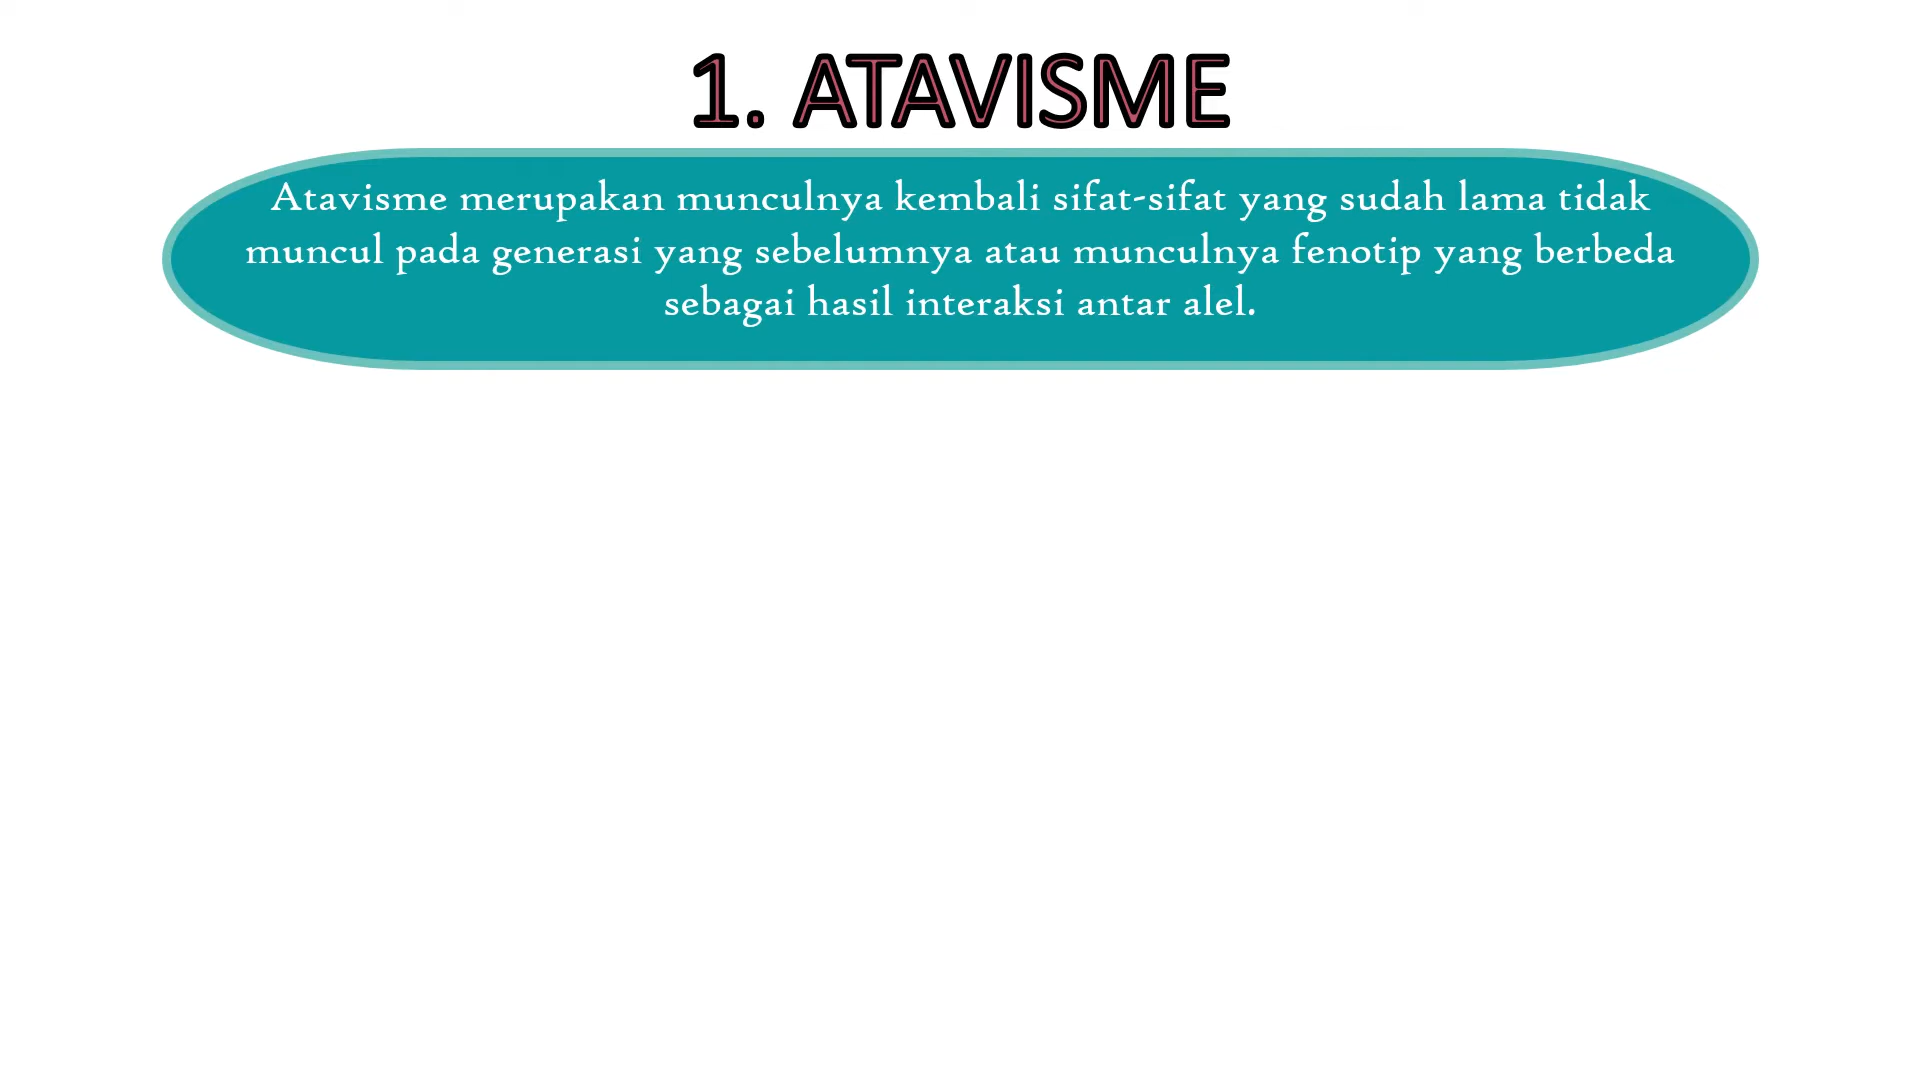 1. ATAVISME
Atavisme merupakan munculnya kembali sifat-sifat yang sudah lama tidak
muncul pada generasi yang sebelumnya atau munculnya fenotip yang berbeda
sebagai hasil interaksi antar alel.